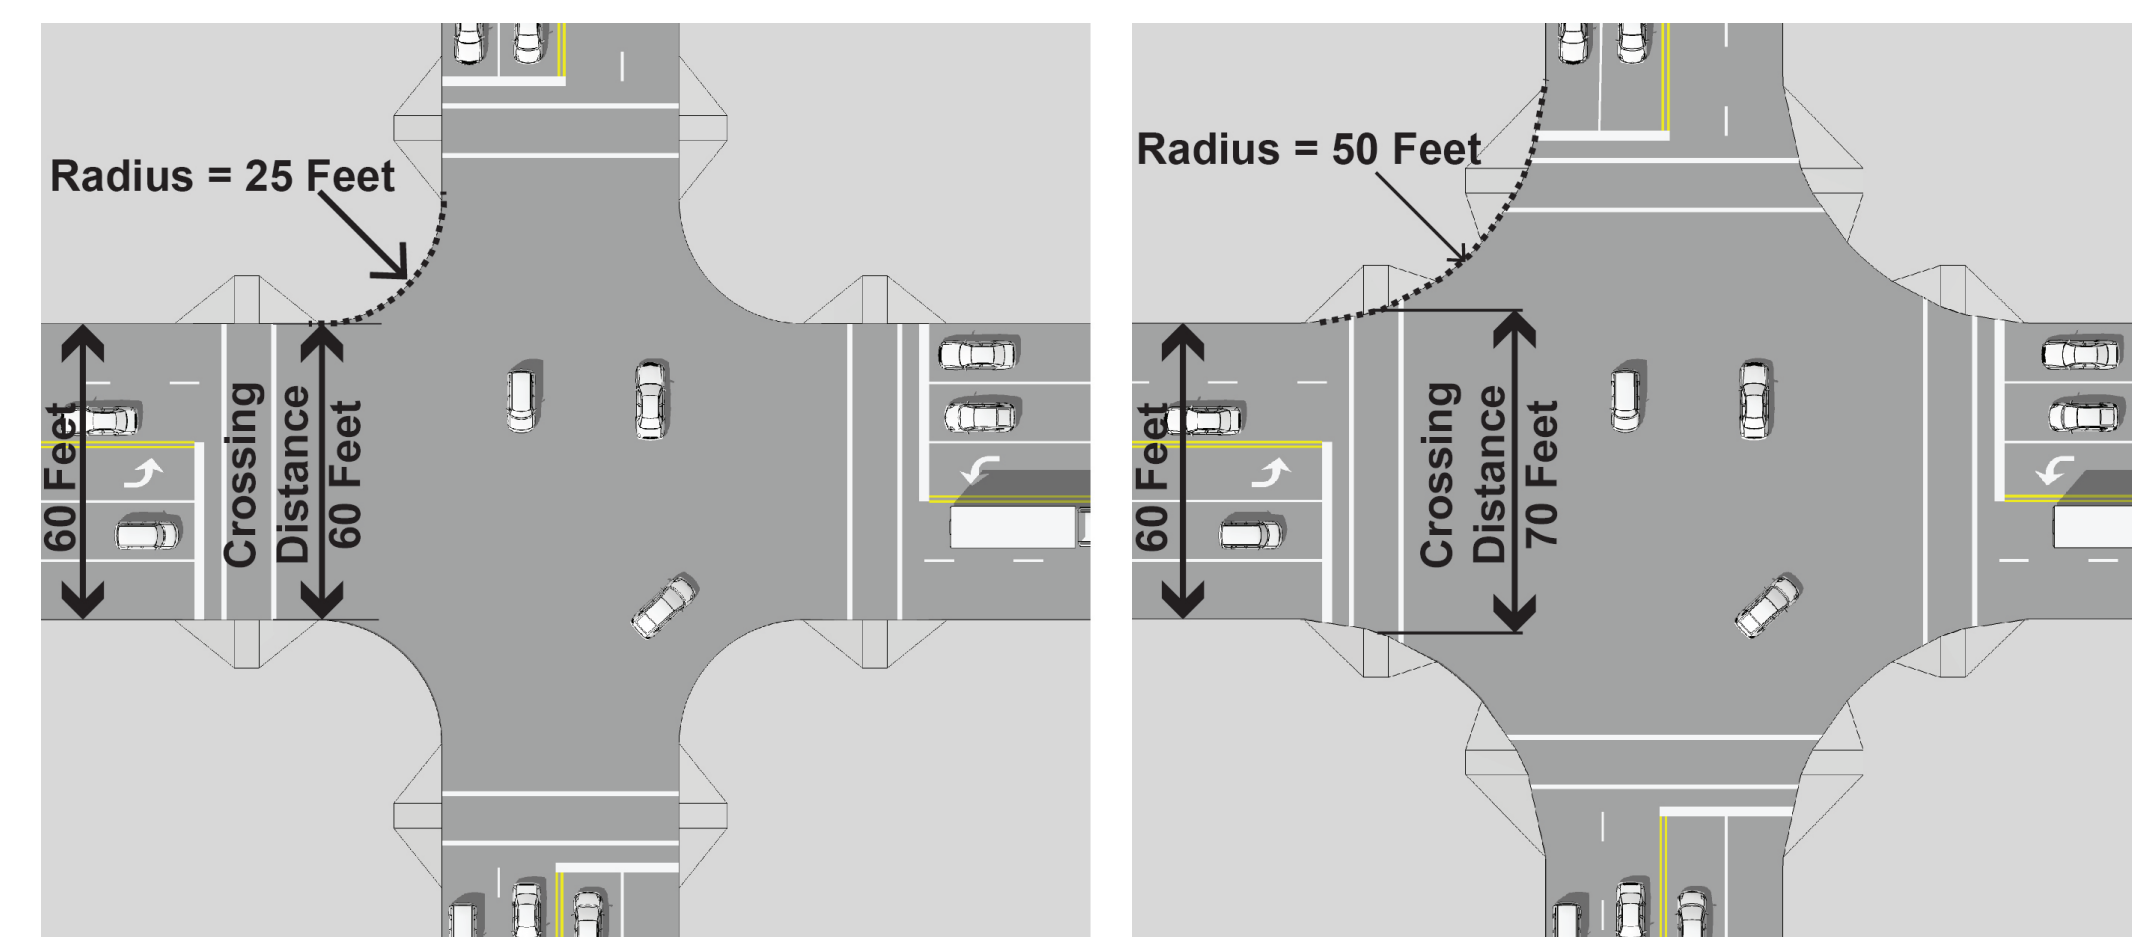 Radius = 25 Feet
60 Feet
Crossing
Distance
60 Feet
Radius = 50 Feet
60 Feet
Crossing
Distance
70 Feet